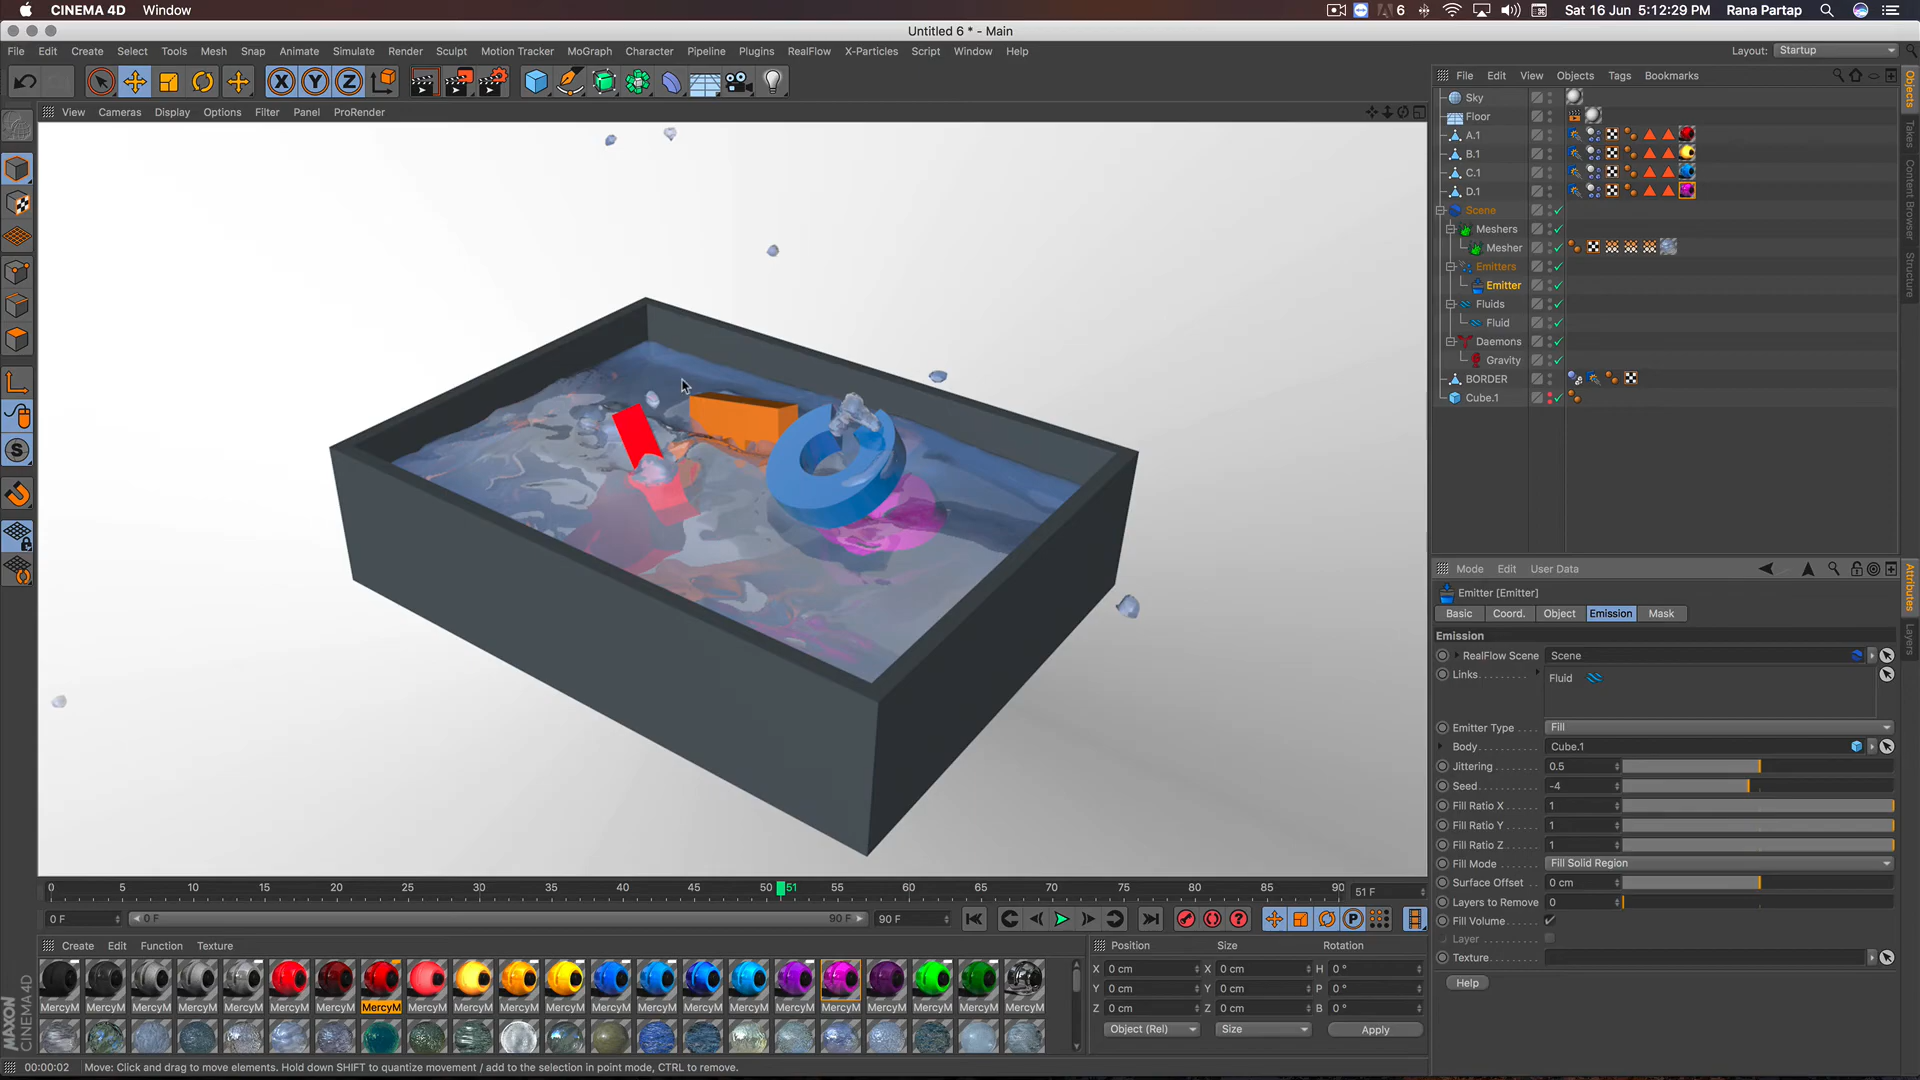 CINEMA 4D Window
6 Sat 16 Jun 5:12:29 PM Rana Partap
Untitled 6 * - Main
File Edit Create Select Tools Mesh Snap Animate Simulate Render Sculpt Motion Tracker MoGraph Character Pipeline Plugins RealFlow X-Particles Script Window Help
Layout: Startup
X Y Z
View Cameras Display Options Filter Panel ProRender
File Edit View Objects Tags Bookmarks
Sky
Floor
A.1
B.1
C.1
D.1
Scene
Meshers
Mesher
Emitters
Emitter
Fluids
Fluid
Daemons
Gravity
BORDER
Cube.1
Objects
Takes
Content Browser
Structure
Mode Edit User Data
Emitter [Emitter]
Basic Coord. Object Emission Mask
Emission
RealFlow Scene Scene
Links Fluid
Emitter Type Fill
Body Cube.1
Jittering 0.5
Seed -4
Fill Ratio X 1
Fill Ratio Y 1
Fill Ratio Z 1
Fill Mode Fill Solid Region
Surface Offset 0 cm
Layers to Remove 0
Fill Volume
Layer
Texture
Help
Attributes
Layers
0 5 10 15 20 25 30 35 40 45 50 51 55 60 65 70 75 80 85 90 51 F
0 F 0 F 90 F 90 F
Create Edit Function Texture
MercyM MercyM MercyM MercyM MercyM MercyM MercyM MercyM MercyM MercyM MercyM MercyM MercyM MercyM MercyM MercyM MercyM MercyM MercyM MercyM MercyM MercyM
Position Size Rotation
X 0 cm X 0 cm H 0 °
Y 0 cm Y 0 cm P 0 °
Z 0 cm Z 0 cm B 0 °
Object (Rel) Size Apply
MAXON CINEMA 4D
00:00:02 Move: Click and drag to move elements. Hold down SHIFT to quantize movement / add to the selection in point mode, CTRL to remove.